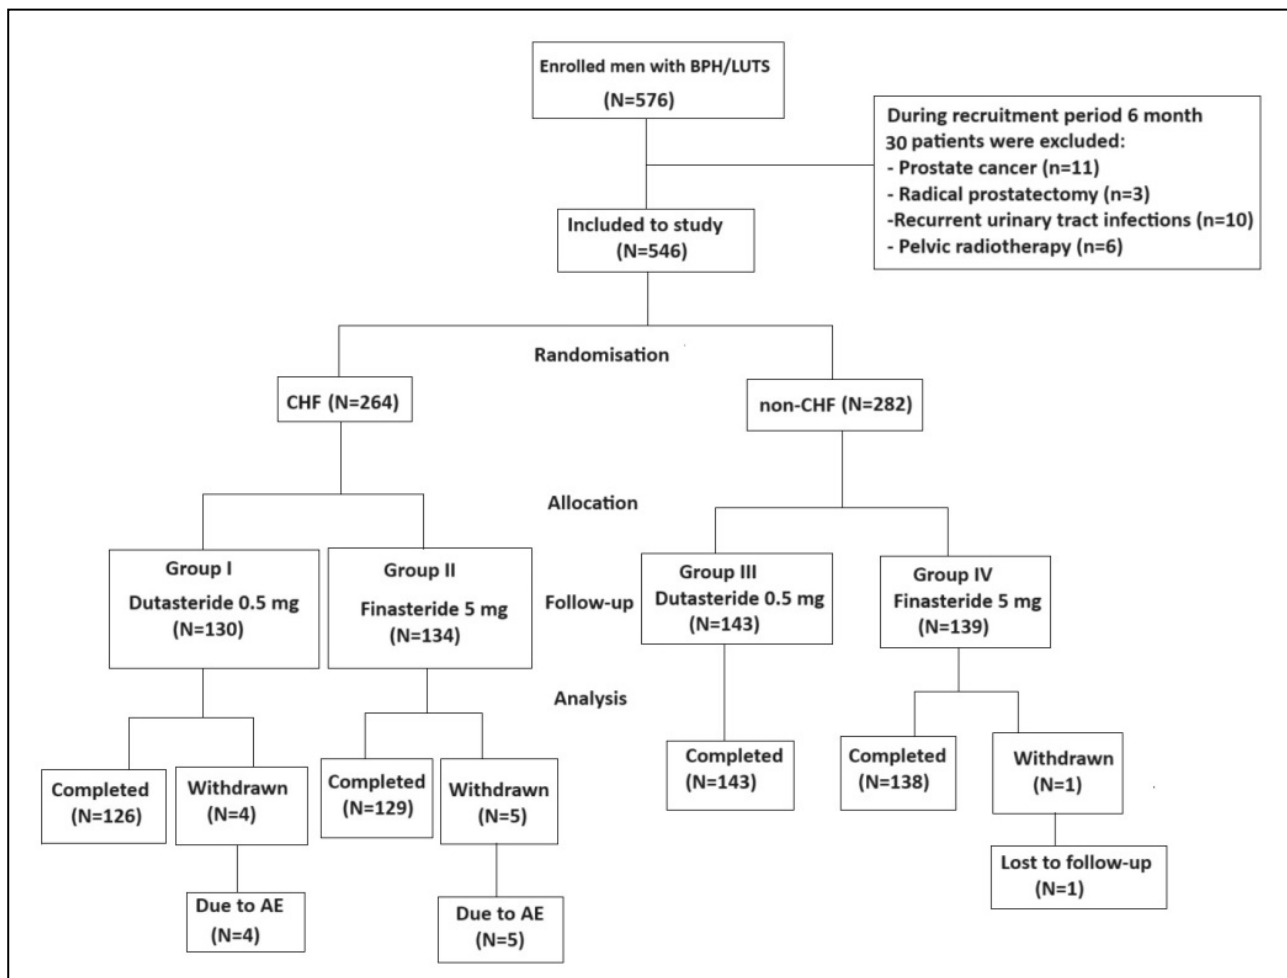 Enrolled men with BPH/LUTS
(N=576)
During recruitment period 6 month
30 patients were excluded:
- Prostate cancer (n=11)
- Radical prostatectomy (n=3)
-Recurrent urinary tract infections (n=10)
- Pelvic radiotherapy (n=6)
Included to study
(N=546)
Randomisation
CHF (N=264)
non-CHF (N=282)
Allocation
Group I
Dutasteride 0.5 mg
(N=130)
Group II
Finasteride 5 mg
(N=134)
Follow-up
Group III
Dutasteride 0.5 mg
(N=143)
Group IV
Finasteride 5 mg
(N=139)
Analysis
Completed
(N=126)
Withdrawn
(N=4)
Completed
(N=129)
Withdrawn
(N=5)
Completed
(N=143)
Completed
(N=138)
Withdrawn
(N=1)
Due to AE
(N=4)
Due to AE
(N=5)
Lost to follow-up
(N=1)